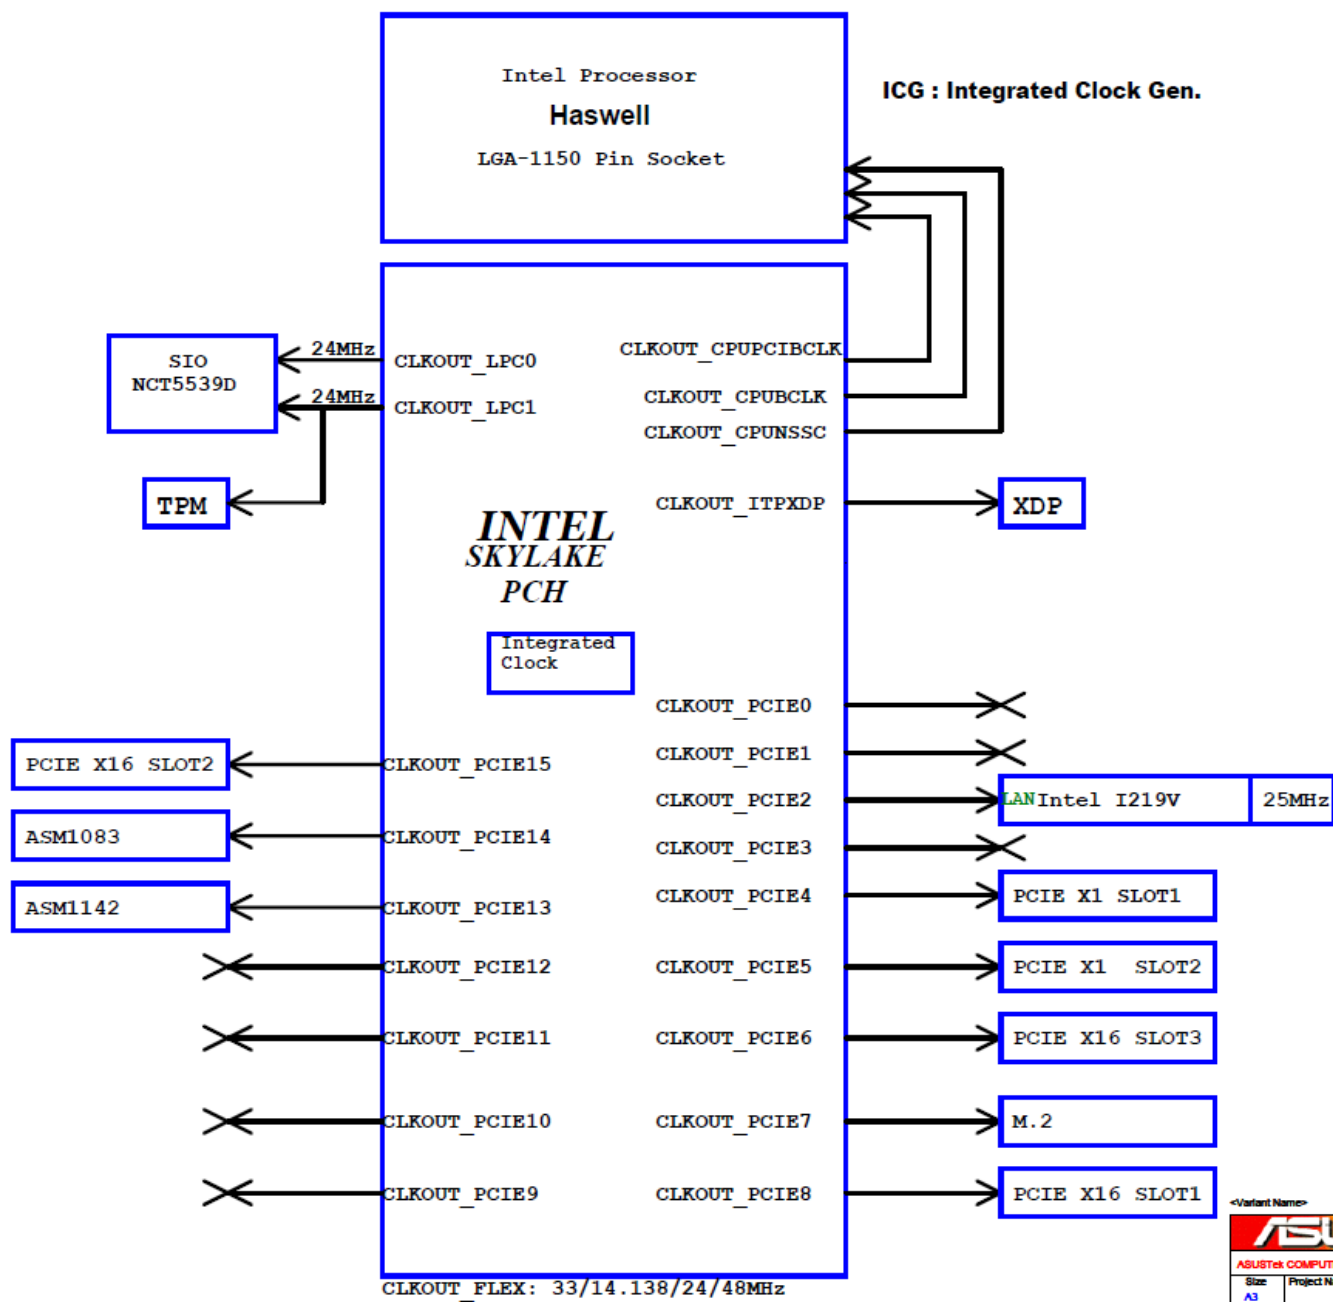 Intel Processor
Haswell
LGA-1150 Pin Socket
ICG : Integrated Clock Gen.
SIO
NCT5539D
24MHz
CLKOUT_LPC0
24MHz
CLKOUT_LPC1
TPM
CLKOUT_CPUPCIBCLK
CLKOUT_CPUBCLK
CLKOUT_CPUNSSC
CLKOUT_ITPXDP
XDP
INTEL
SKYLAKE
PCH
Integrated
Clock
PCIE X16 SLOT2
CLKOUT_PCIE15
ASM1083
CLKOUT_PCIE14
ASM1142
CLKOUT_PCIE13
CLKOUT_PCIE12
CLKOUT_PCIE11
CLKOUT_PCIE10
CLKOUT_PCIE9
CLKOUT_PCIE0
CLKOUT_PCIE1
CLKOUT_PCIE2
LAN Intel I219V
25MHz
CLKOUT_PCIE3
CLKOUT_PCIE4
PCIE X1 SLOT1
CLKOUT_PCIE5
PCIE X1 SLOT2
CLKOUT_PCIE6
PCIE X16 SLOT3
CLKOUT_PCIE7
M.2
CLKOUT_PCIE8
PCIE X16 SLOT1
CLKOUT_FLEX: 33/14.138/24/48MHz
<Variant Name>
ASUSTek COMPUT
Size
Project N
A3